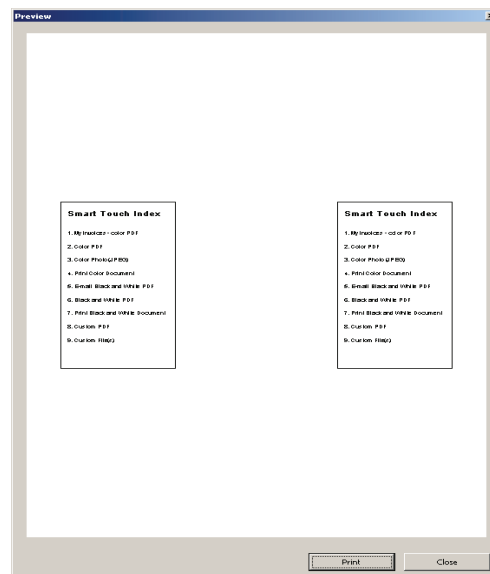 Preview
Smart Touch Index
1. My Invoices - color PDF
2. Color PDF
3. Color Photo(JPEG)
4. Print Color Document
5. E-mail Black and White PDF
6. Black and White PDF
7. Print Black and White Document
8. Custom PDF
9. Custom File(s)
Smart Touch Index
1. My Invoices - color PDF
2. Color PDF
3. Color Photo(JPEG)
4. Print Color Document
5. E-mail Black and White PDF
6. Black and White PDF
7. Print Black and White Document
8. Custom PDF
9. Custom File(s)
Print
Close